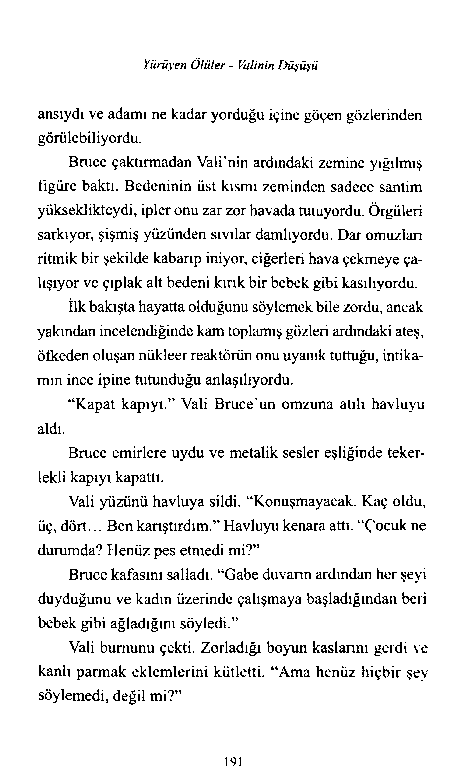 Yürüyen Ölüler - Valinin Düşüşü
ansıydı ve adamı ne kadar yorduğu içine göçen gözlerinden
görülebiliyordu.
Bruce çaktırmadan Vali'nin ardındaki zemine yığılmış
figüre baktı. Bedeninin üst kısmı zeminden sadece santim
yükseklikteydi, ipler onu zar zor havada tutuyordu. Örgüleri
sarkıyor, şişmiş yüzünden sıvılar damlıyordu. Dar omuzları
ritmik bir şekilde kabarıp iniyor, ciğerleri hava çekmeye ça-
lışıyor ve çıplak alt bedeni kırık bir bebek gibi kasılıyordu.
İlk bakışta hayatta olduğunu söylemek bile zordu, ancak
yakından incelendiğinde kam toplamış gözleri ardındaki ateş,
öfkeden oluşan nükleer reaktörün onu uyanık tuttuğu, intika-
mın ince ipine tutunduğu anlaşılıyordu.
“Kapat kapıyı.” Vali Bruce'un omzuna atılı havluyu
aldı.
Bruce emirlere uydu ve metalik sesler eşliğinde teker-
lekli kapıyı kapattı.
Vali yüzünü havluya sildi. “Konuşmayacak. Kaç oldu,
üç, dört... Ben karıştırdım.” Havluyu kenara attı. “Çocuk ne
durumda? Henüz pes etmedi mi?”
Bruce kafasını salladı. “Gabe duvarın ardından her şeyi
duyduğunu ve kadın üzerinde çalışmaya başladığından beri
bebek gibi ağladığını söyledi.”
Vali burnunu çekti. Zorladığı boyun kaslarını gerdi ve
kanlı parmak eklemlerini kütletti. “Ama henüz hiçbir şey
söylemedi, değil mi?”
191